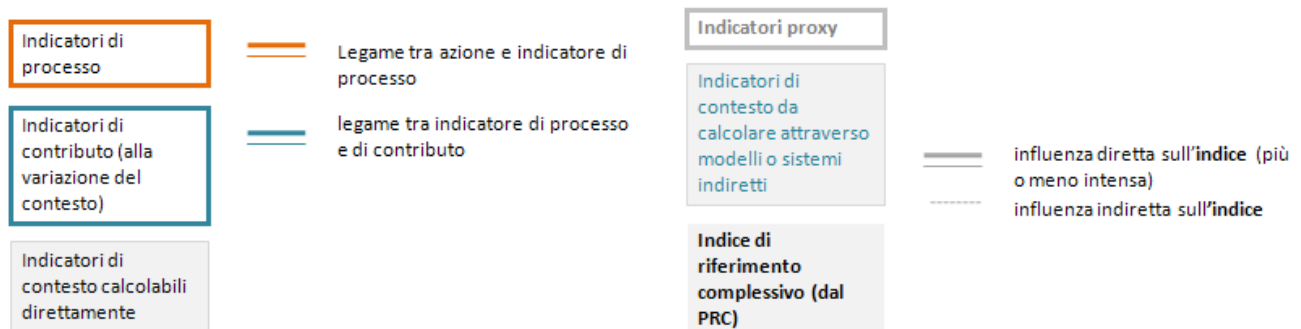 Indicatori di
processo
Legame tra azione e indicatore di
processo
Indicatori di
contributo (alla
variazione del
contesto)
legame tra indicatore di processo
e di contributo
Indicatori di
contesto calcolabili
direttamente
Indicatori proxy
Indicatori di
contesto da
calcolare attraverso
modelli o sistemi
indiretti
influenza diretta sull'indice (più
o meno intensa)
influenza indiretta sull'indice
Indice di
riferimento
complessivo (dal
PRC)